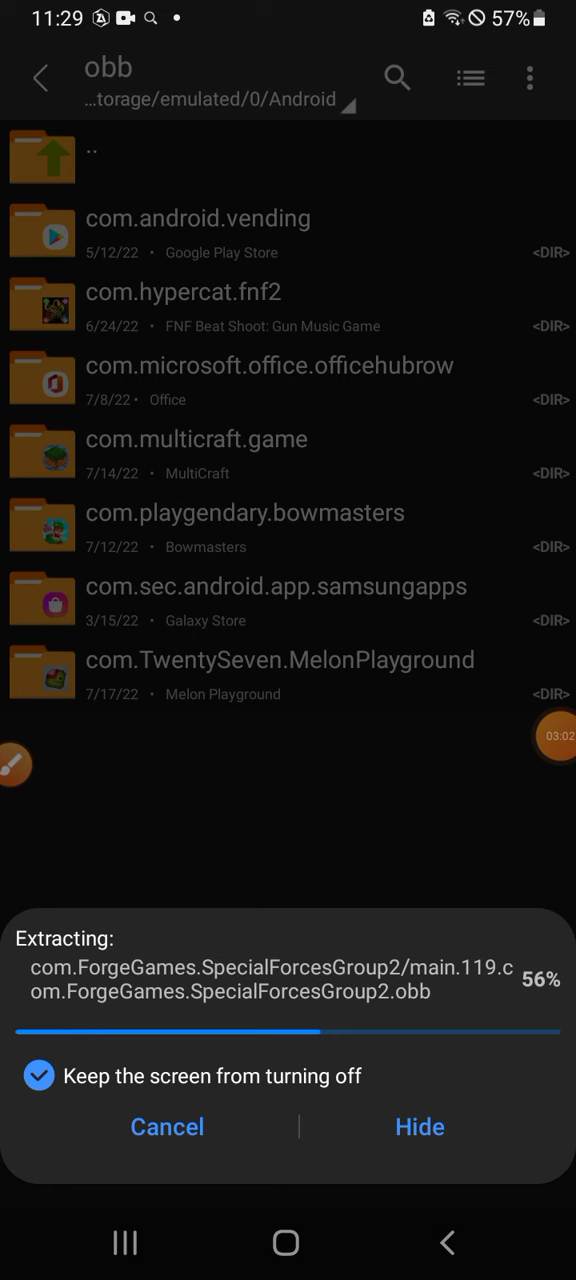 11:29
57%
obb
...torage/emulated/0/Android
..
com.android.vending
5/12/22 • Google Play Store <DIR>
com.hypercat.fnf2
6/24/22 • FNF Beat Shoot: Gun Music Game <DIR>
com.microsoft.office.officehubrow
7/8/22 • Office <DIR>
com.multicraft.game
7/14/22 • MultiCraft <DIR>
com.playgendary.bowmasters
7/12/22 • Bowmasters <DIR>
com.sec.android.app.samsungapps
3/15/22 • Galaxy Store <DIR>
com.TwentySeven.MelonPlayground
7/17/22 • Melon Playground <DIR>
03:02
Extracting:
com.ForgeGames.SpecialForcesGroup2/main.119.c
om.ForgeGames.SpecialForcesGroup2.obb
56%
Keep the screen from turning off
Cancel
Hide